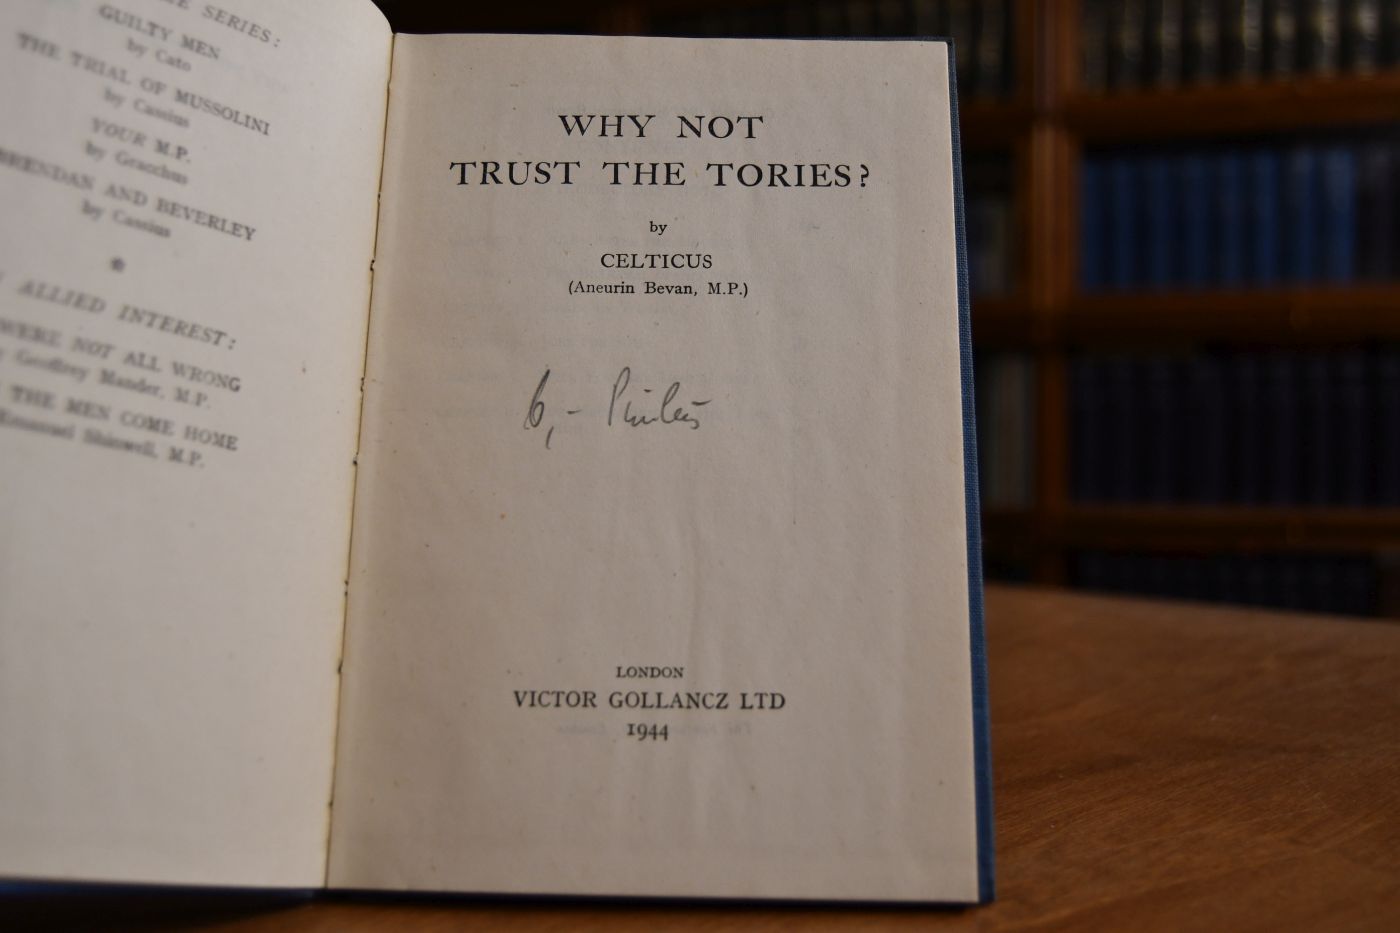 SERIES:
GUILTY MEN
by Cato
THE TRIAL OF MUSSOLINI
by Cassius
YOUR M.P.
by Gracchus
BRENDAN AND BEVERLEY
by Cassius
*
ALLIED INTEREST:
WERE NOT ALL WRONG
Geoffrey Mander, M.P.
THE MEN COME HOME
Emanuel Shinwell, M.P.
WHY NOT
TRUST THE TORIES?
by
CELTICUS
(Aneurin Bevan, M.P.)
6,-
LONDON
VICTOR GOLLANCZ LTD
1944